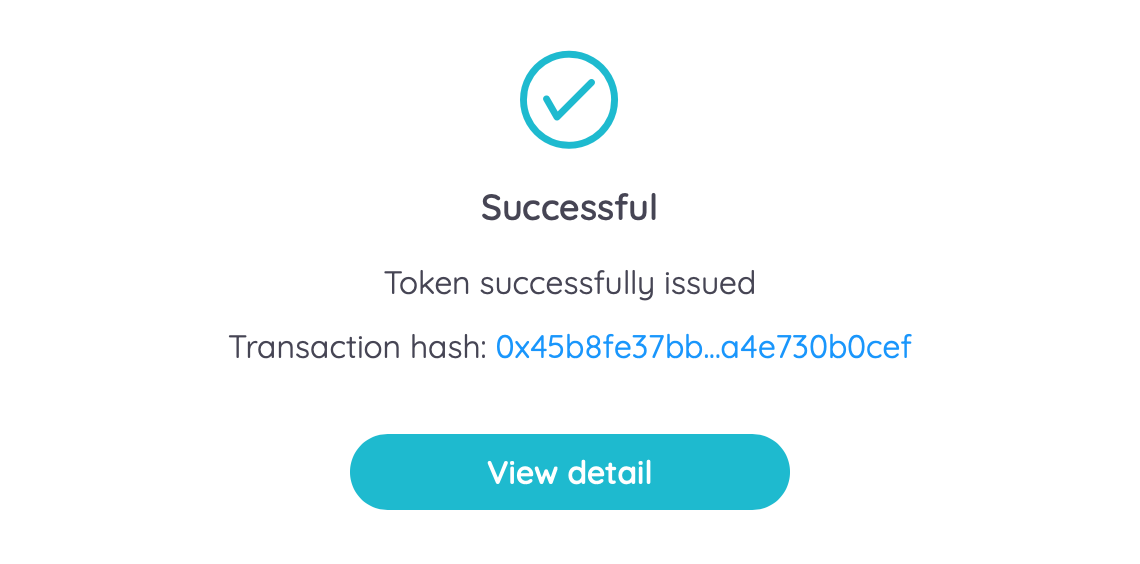 Successful
Token successfully issued
Transaction hash: 0x45b8fe37bb...a4e730b0cef
View detail